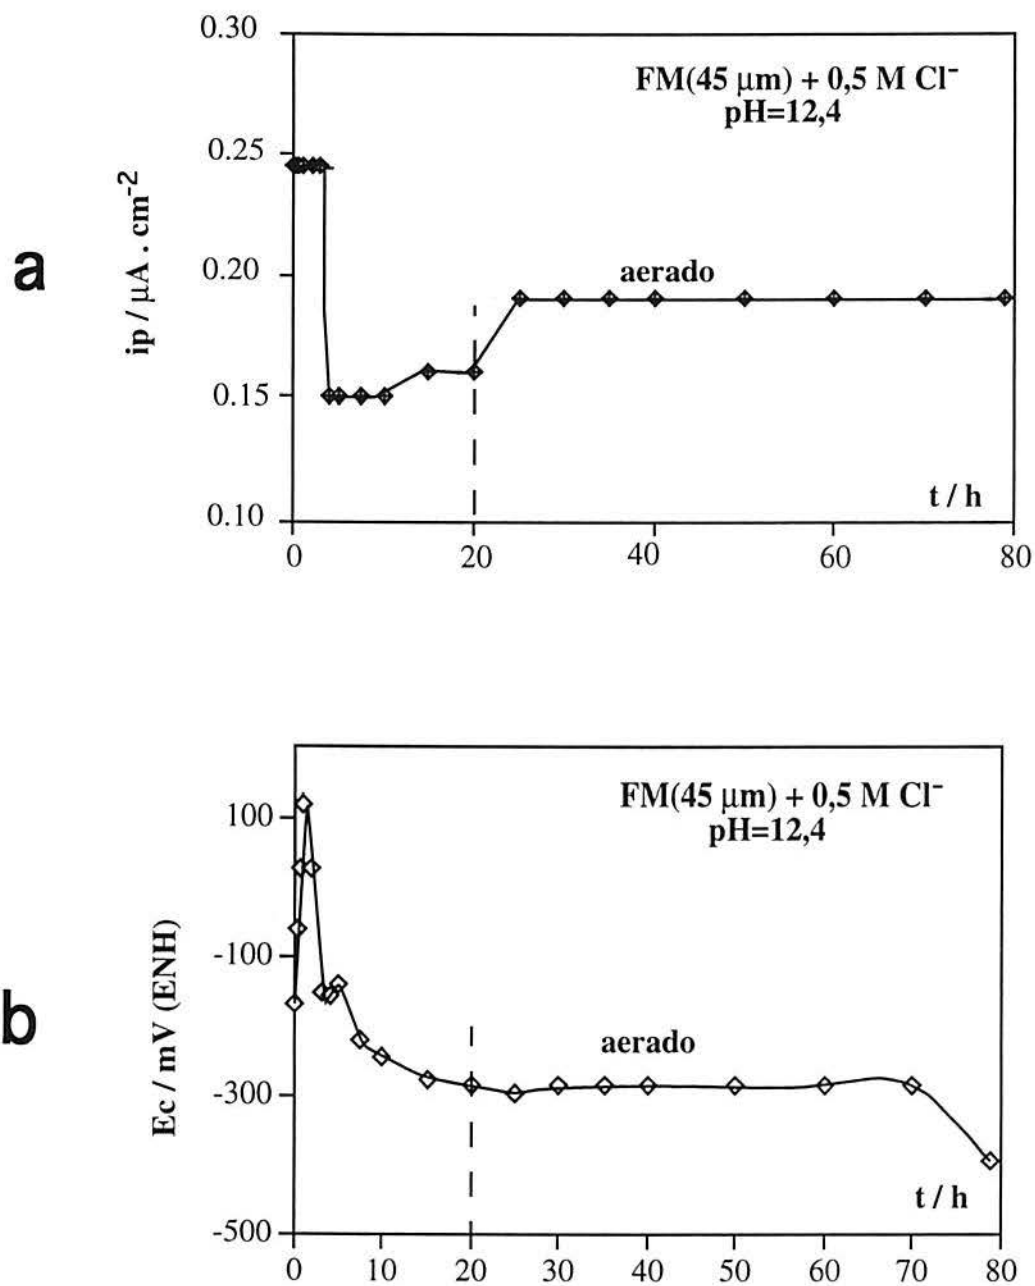 a
ip / μA . cm-2
0.30
0.25
0.20
0.15
0.10
FM(45 μm) + 0,5 M Cl⁻
pH=12,4
aerado
t / h
0 20 40 60 80
b
Ec / mV (ENH)
100
-100
-300
-500
FM(45 μm) + 0,5 M Cl⁻
pH=12,4
aerado
t / h
0 10 20 30 40 50 60 70 80